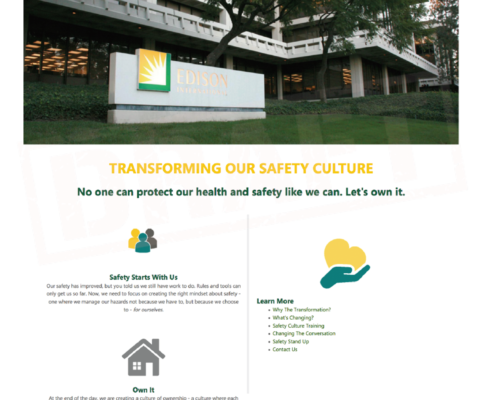 EDISON
TRANSFORMING OUR SAFETY CULTURE
No one can protect our health and safety like we can. Let's own it.
Safety Starts With Us
Our safety has improved, but you told us we still have work to do. Rules and tools can
only get us so far. Now, we need to focus on creating the right mindset about safety –
one where we manage our hazards not because we have to, but because we choose
to – for ourselves.
Own It
At the end of the day, we are creating a culture of ownership - a culture where each
Learn More
Why The Transformation?
What's Changing?
Safety Culture Training
Changing The Conversation
Safety Stand Up
Contact Us